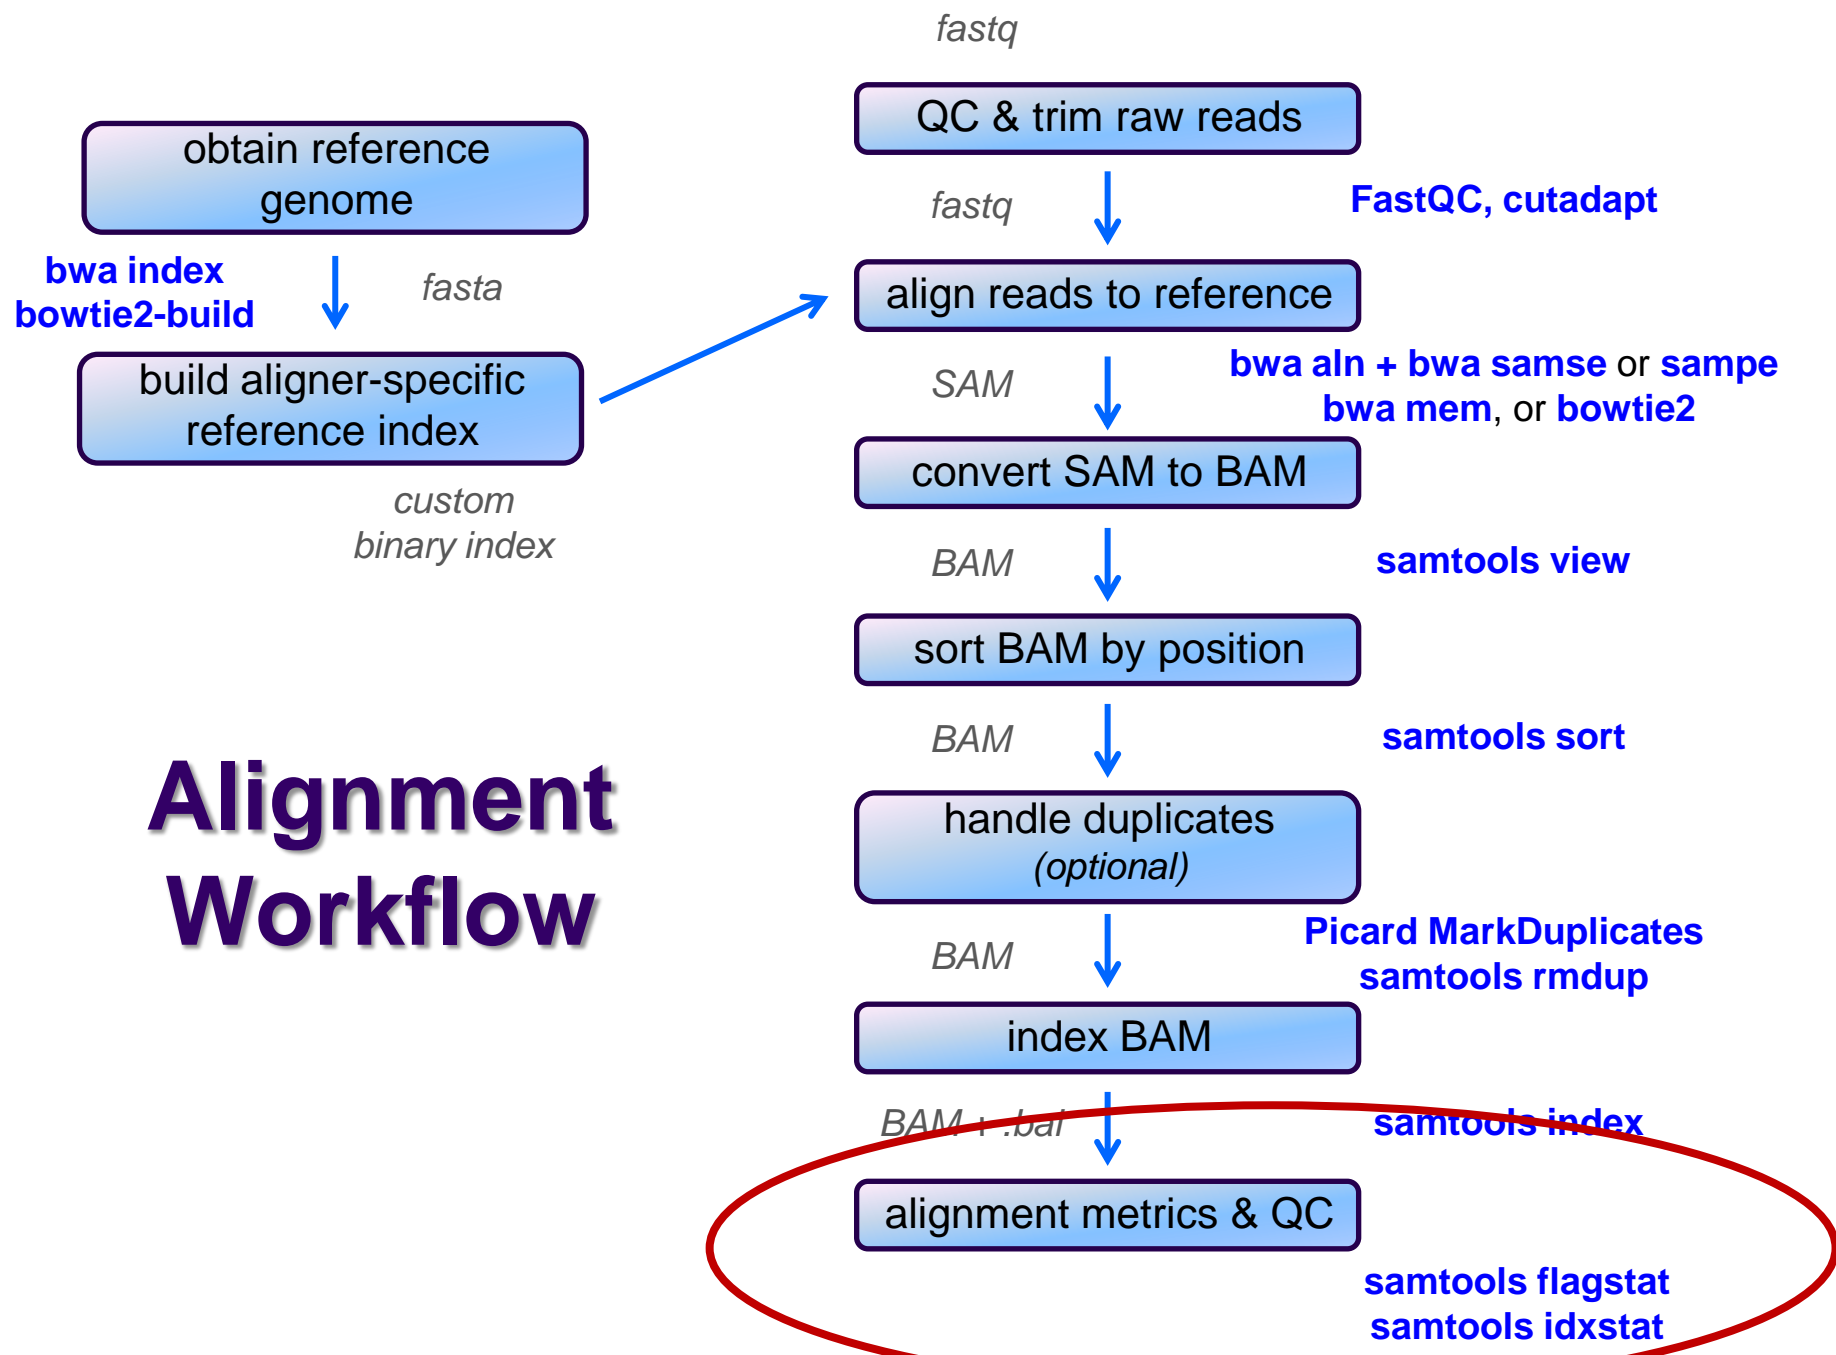 fastq
QC & trim raw reads
obtain reference
genome
fastq
FastQC, cutadapt
bwa index
bowtie2-build
fasta
align reads to reference
build aligner-specific
reference index
SAM
bwa aln + bwa samse or sampe
bwa mem, or bowtie2
convert SAM to BAM
custom
binary index
BAM
samtools view
sort BAM by position
BAM
samtools sort
Alignment
Workflow
handle duplicates
(optional)
BAM
Picard MarkDuplicates
samtools rmdup
index BAM
BAM + .bai
samtools index
alignment metrics & QC
samtools flagstat
samtools idxstat